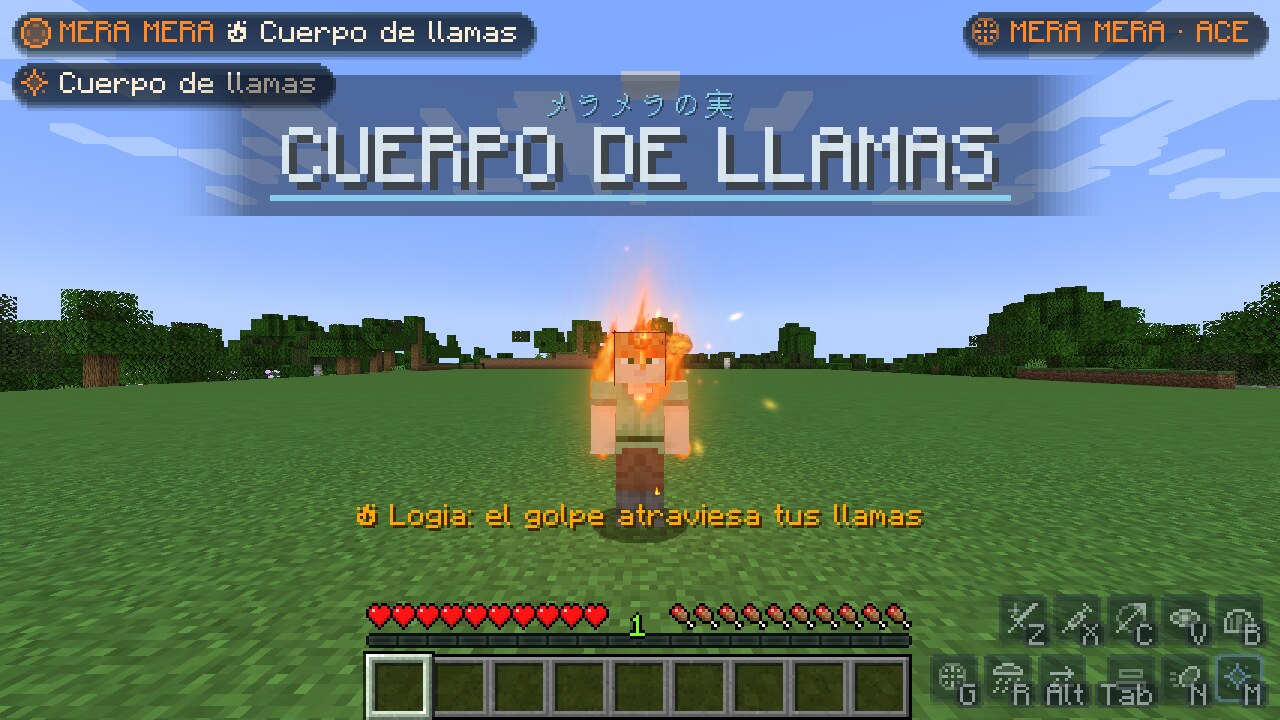 MERA MERA Cuerpo de llamas
MERA MERA · ACE
Cuerpo de llamas
メラメラの実
CUERPO DE LLAMAS
Logia: el golpe atraviesa tus llamas
1
Z X C V B
G R Alt Tab N M